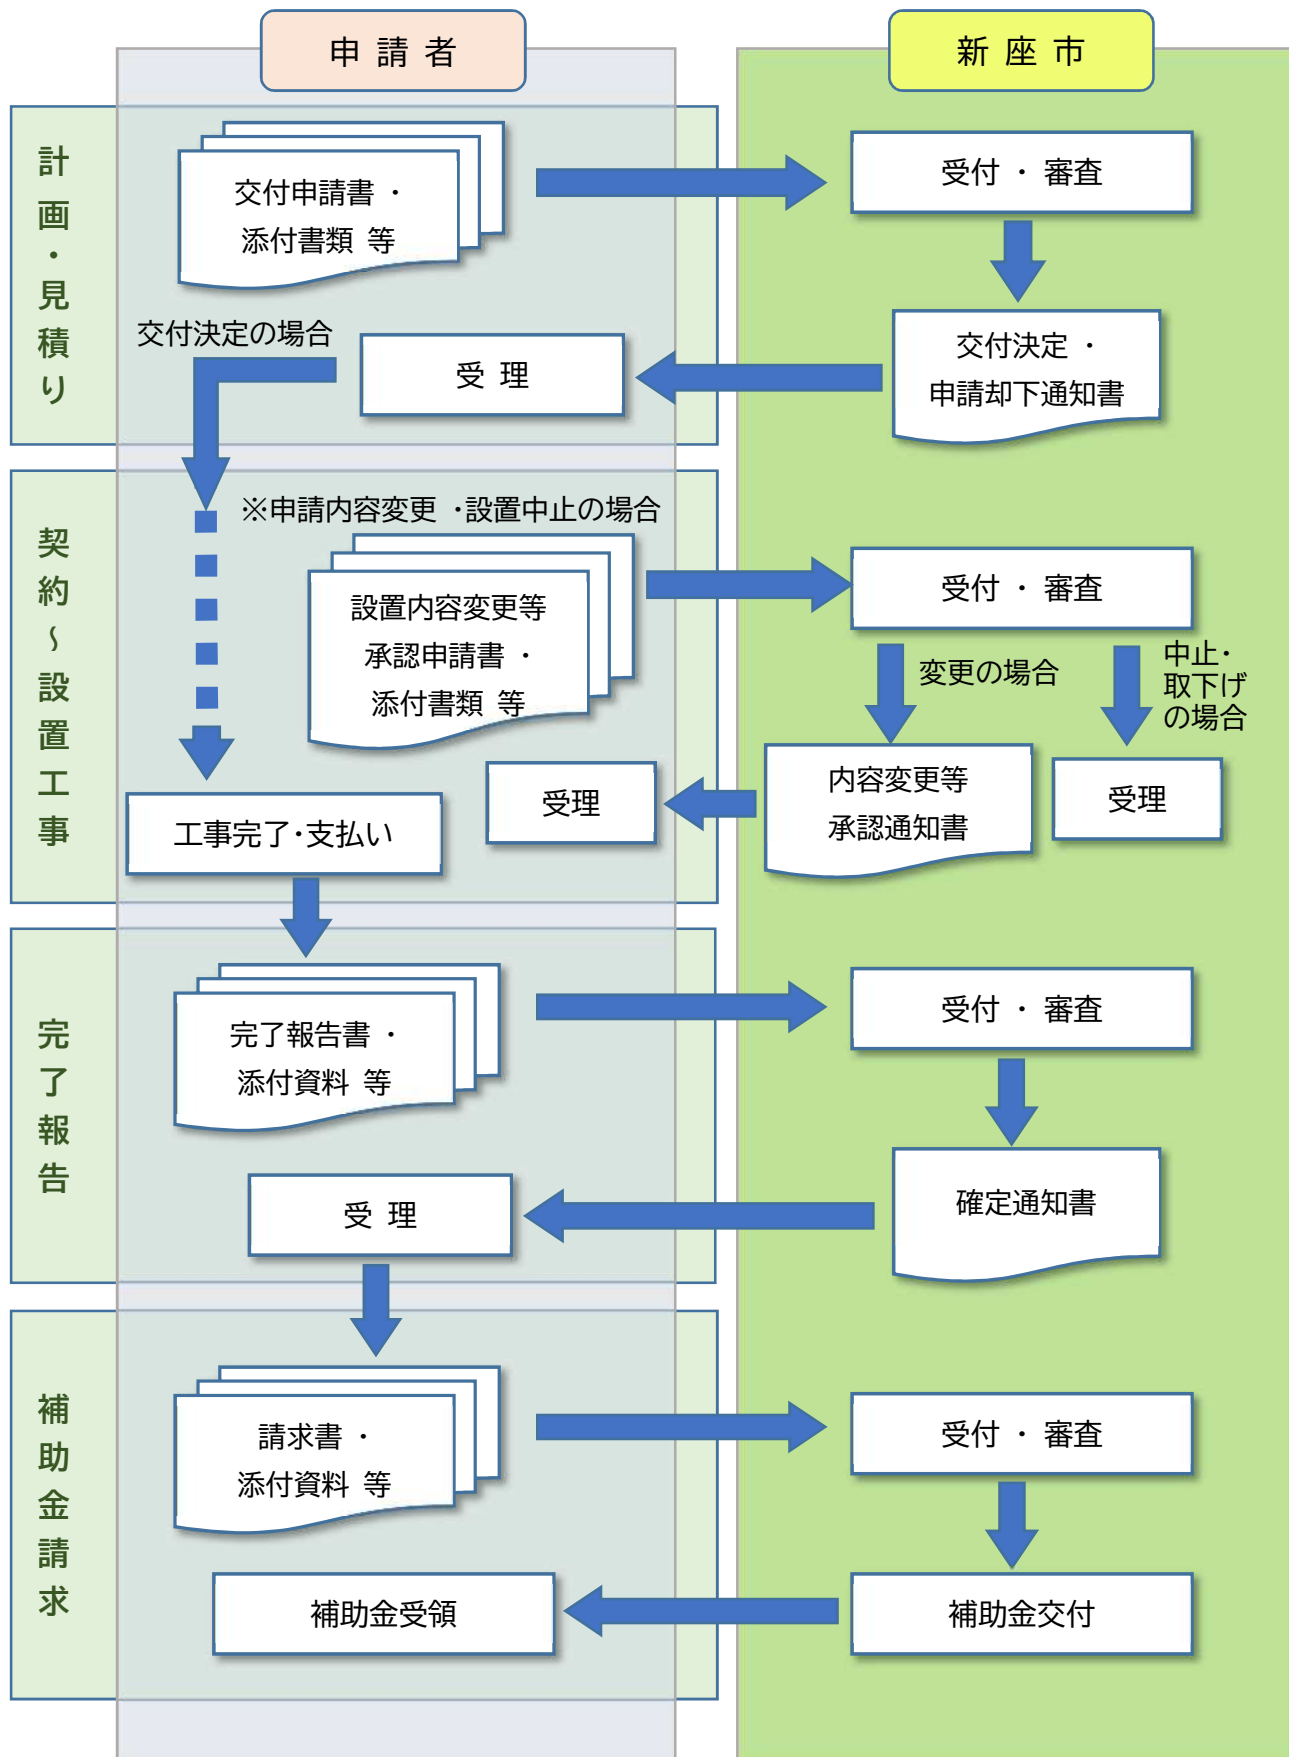 申 請 者
新 座 市
計画・見積り
交付申請書 ・
添付書類 等
受付 ・ 審査
交付決定の場合
受 理
交付決定 ・
申請却下通知書
契約~設置工事
※申請内容変更 ・設置中止の場合
設置内容変更等
承認申請書 ・
添付書類 等
受付 ・ 審査
変更の場合
中止・
取下げ
の場合
内容変更等
承認通知書
受理
受理
工事完了・支払い
完了報告
完了報告書 ・
添付資料 等
受付 ・ 審査
確定通知書
受 理
補助金請求
請求書 ・
添付資料 等
受付 ・ 審査
補助金交付
補助金受領